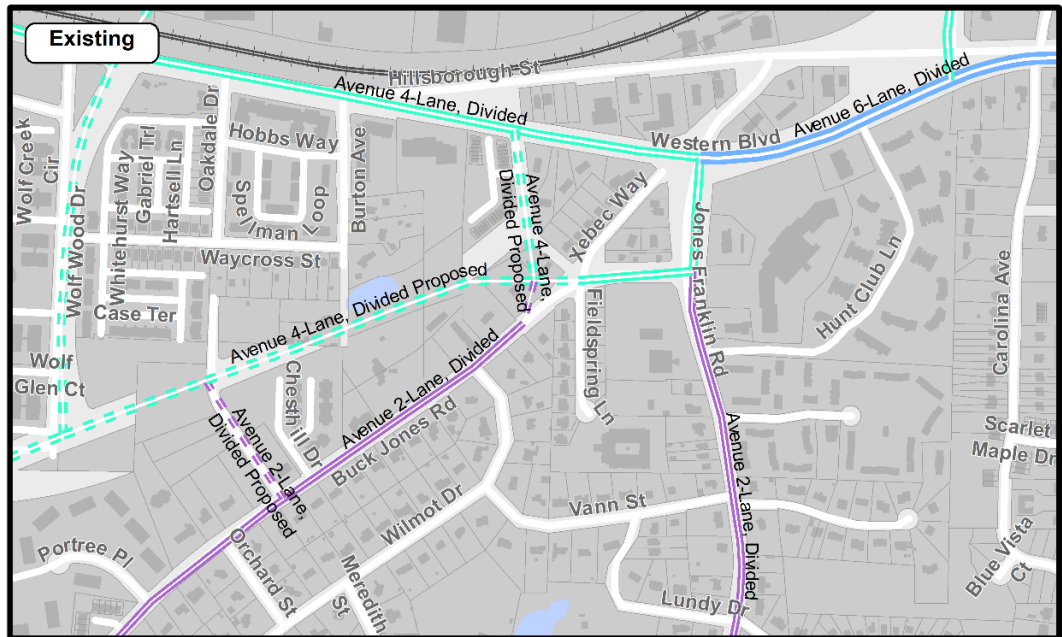 Existing
Hillsborough St
Avenue 4-Lane, Divided
Avenue 6-Lane, Divided
Western Blvd
Wolf Creek
Cir
Wolf Wood Dr
Whitehurst Way
Gabriel Trl
Hartsell Ln
Oakdale Dr
Hobbs Way
Spellman Loop
Burton Ave
Waycross St
Case Ter
Avenue 4-Lane,
Divided Proposed
Xebec Way
Jones Franklin Rd
Hunt Club Ln
Carolina Ave
Avenue 4-Lane, Divided Proposed
Wolf
Glen Ct
Chesthill Dr
Avenue 2-Lane, Divided
Buck Jones Rd
Fieldspring Ln
Avenue 2-Lane,
Divided Proposed
Avenue 2-Lane, Divided
Scarlet
Maple Dr
Wilmot Dr
Vann St
Portree Pl
Orchard St
Meredith
St
Lundy Dr
Blue Vista
Ct